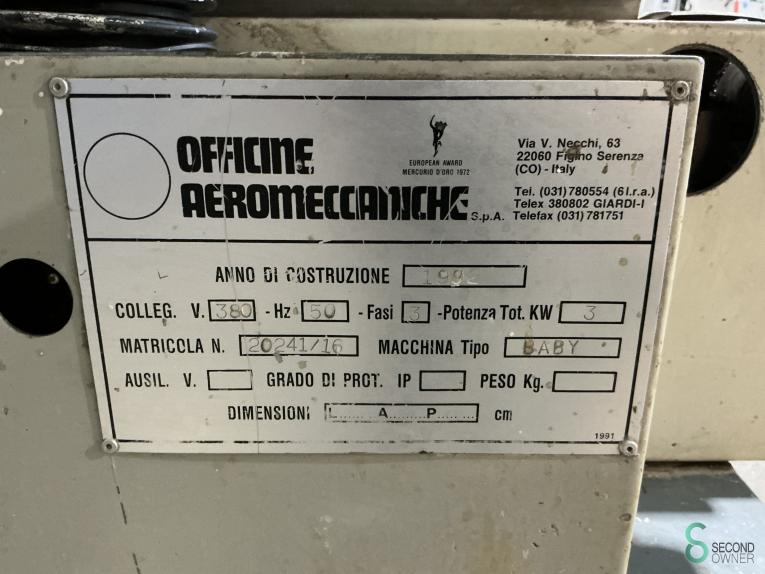 OFFICINE
AEROMECCANICHE S.p.A.
EUROPEAN AWARD
MERCURIO D'ORO 1972
Via V. Necchi, 63
22060 Figino Serenza
(CO) - Italy
Tel. (031) 780554 (6 l.r.a.)
Telex 380802 GIARDI-I
Telefax (031) 781751
ANNO DI COSTRUZIONE
COLLEG. V. 380 - Hz 50 - Fasi 3 - Potenza Tot. KW 3
MATRICOLA N. 20241/16 MACCHINA Tipo BABY
AUSIL. V. GRADO DI PROT. IP PESO Kg.
DIMENSIONI L...... A.........P........ cm
1991
SECOND
OWNER